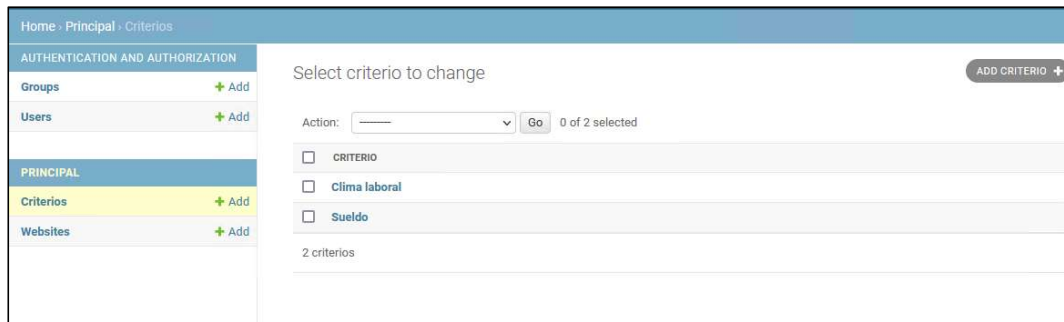 Home › Principal › Criterios
AUTHENTICATION AND AUTHORIZATION
Groups + Add
Users + Add
PRINCIPAL
Criterios + Add
Websites + Add
Select criterio to change
ADD CRITERIO +
Action: --------- Go 0 of 2 selected
CRITERIO
Clima laboral
Sueldo
2 criterios